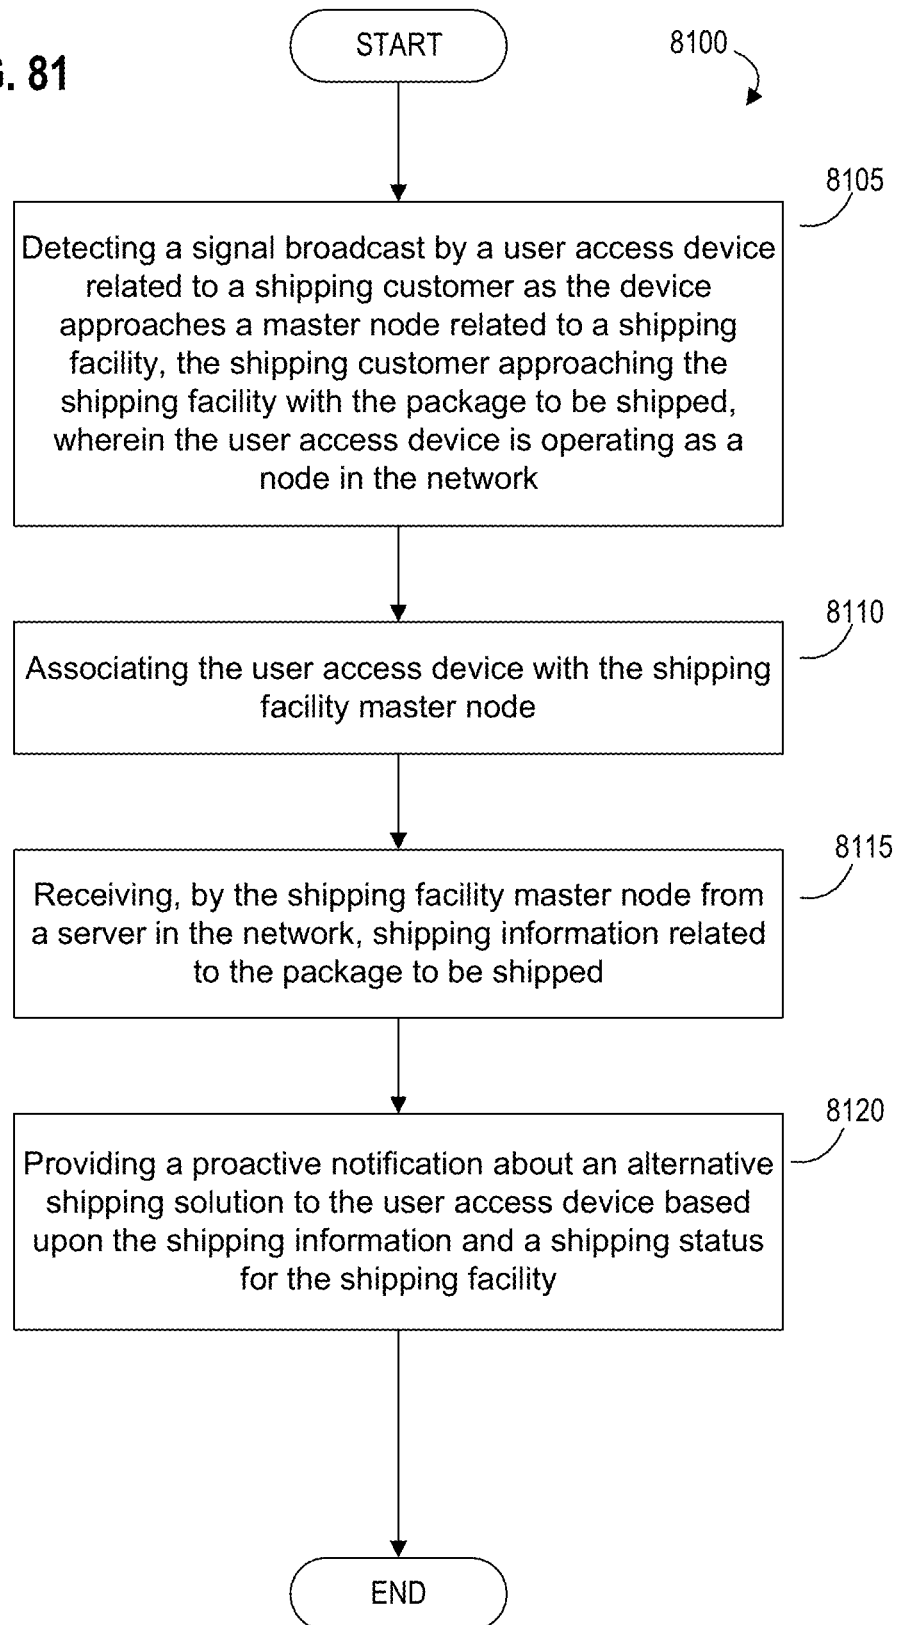 START
8100
. 81
8105
Detecting a signal broadcast by a user access device
related to a shipping customer as the device
approaches a master node related to a shipping
facility, the shipping customer approaching the
shipping facility with the package to be shipped,
wherein the user access device is operating as a
node in the network
8110
Associating the user access device with the shipping
facility master node
8115
Receiving, by the shipping facility master node from
a server in the network, shipping information related
to the package to be shipped
8120
Providing a proactive notification about an alternative
shipping solution to the user access device based
upon the shipping information and a shipping status
for the shipping facility
END